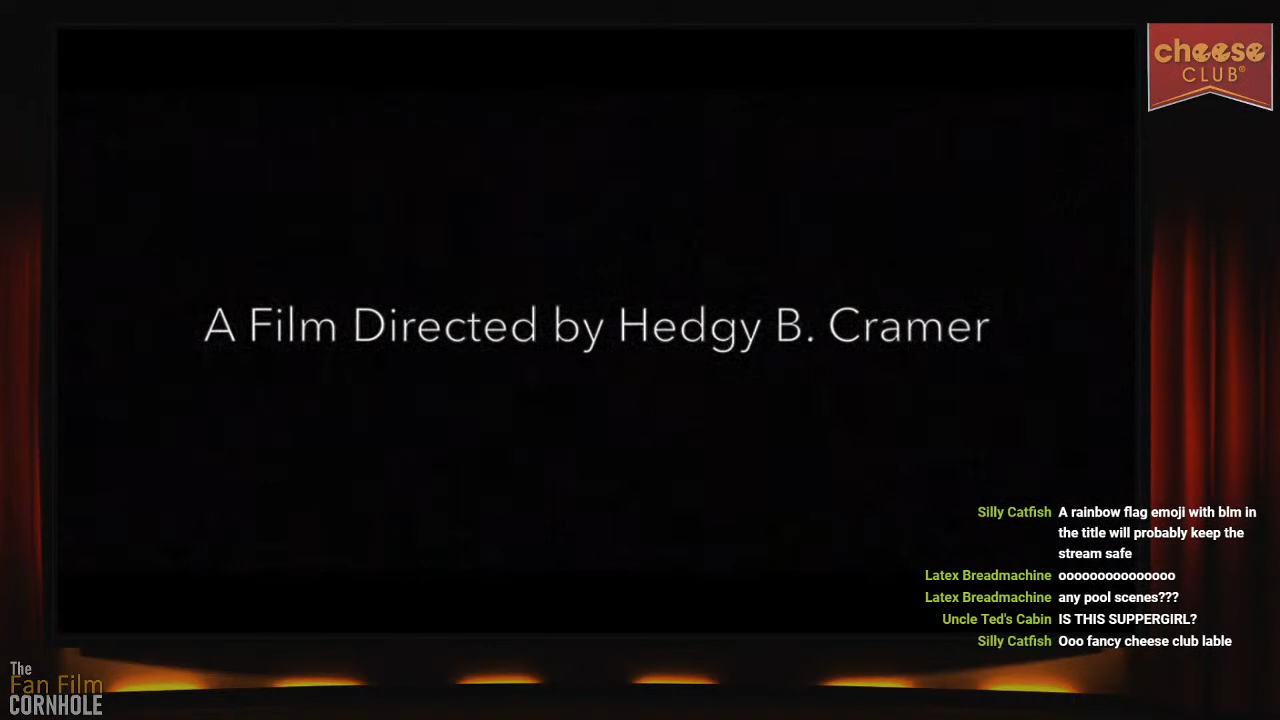 cheese
CLUB®
A Film Directed by Hedgy B. Cramer
Silly Catfish A rainbow flag emoji with blm in
the title will probably keep the
stream safe
Latex Breadmachine ooooooooooooooo
Latex Breadmachine any pool scenes???
Uncle Ted's Cabin IS THIS SUPPERGIRL?
Silly Catfish Ooo fancy cheese club lable
The
Fan Film
CORNHOLE